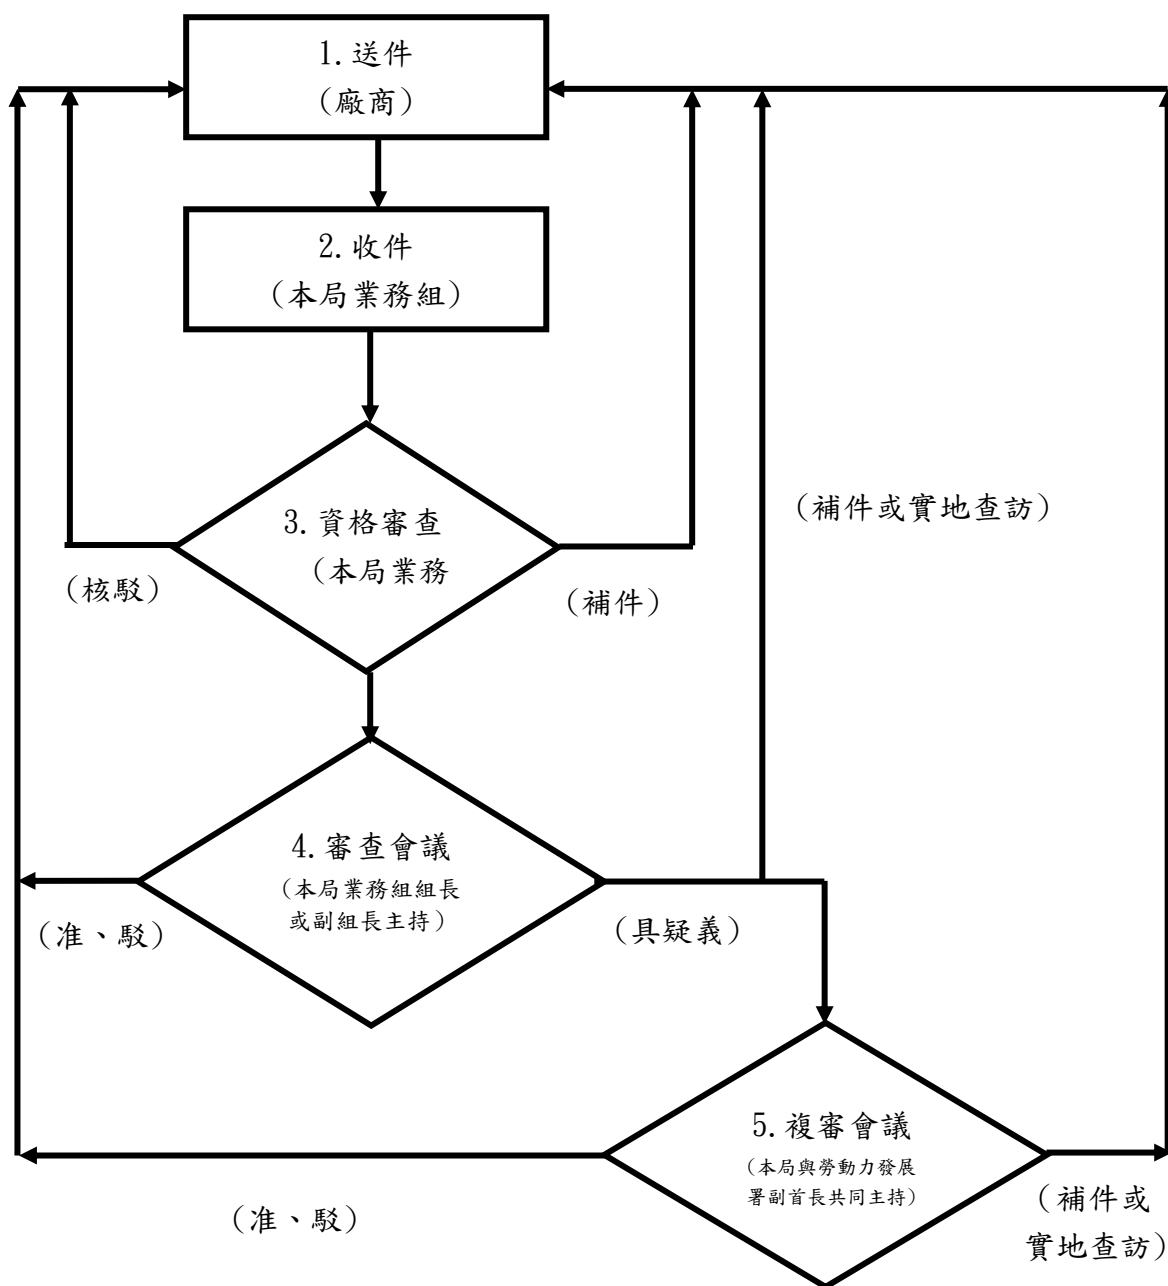 1.送件
(廠商)
2.收件
(本局業務組)
(補件或實地查訪)
3.資格審查
(本局業務
(核駁)
(補件)
4.審查會議
(本局業務組組長
或副組長主持)
(准、駁)
(具疑義)
5.複審會議
(本局與勞動力發展
署副首長共同主持)
(准、駁)
(補件或
實地查訪)